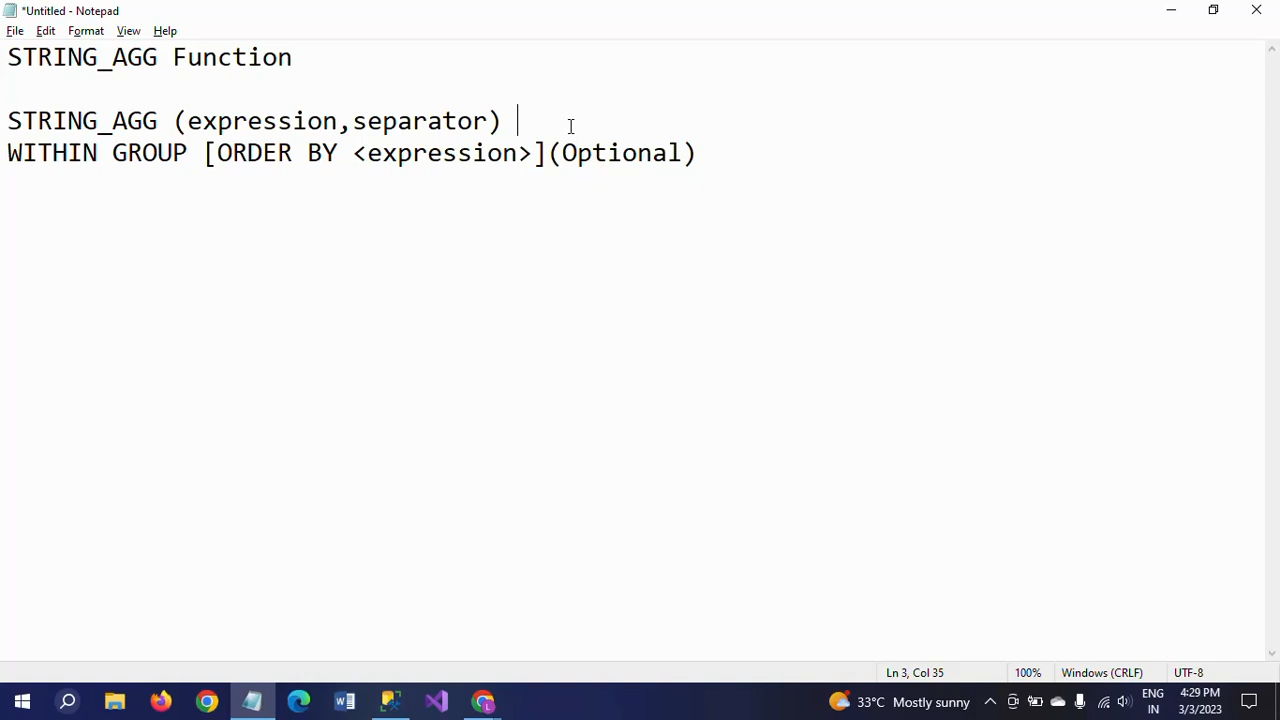 *Untitled - Notepad
File Edit Format View Help
STRING_AGG Function
STRING_AGG (expression,separator)
WITHIN GROUP [ORDER BY <expression>](Optional)
Ln 3, Col 35 100% Windows (CRLF) UTF-8
33°C Mostly sunny
ENG
IN
4:29 PM
3/3/2023